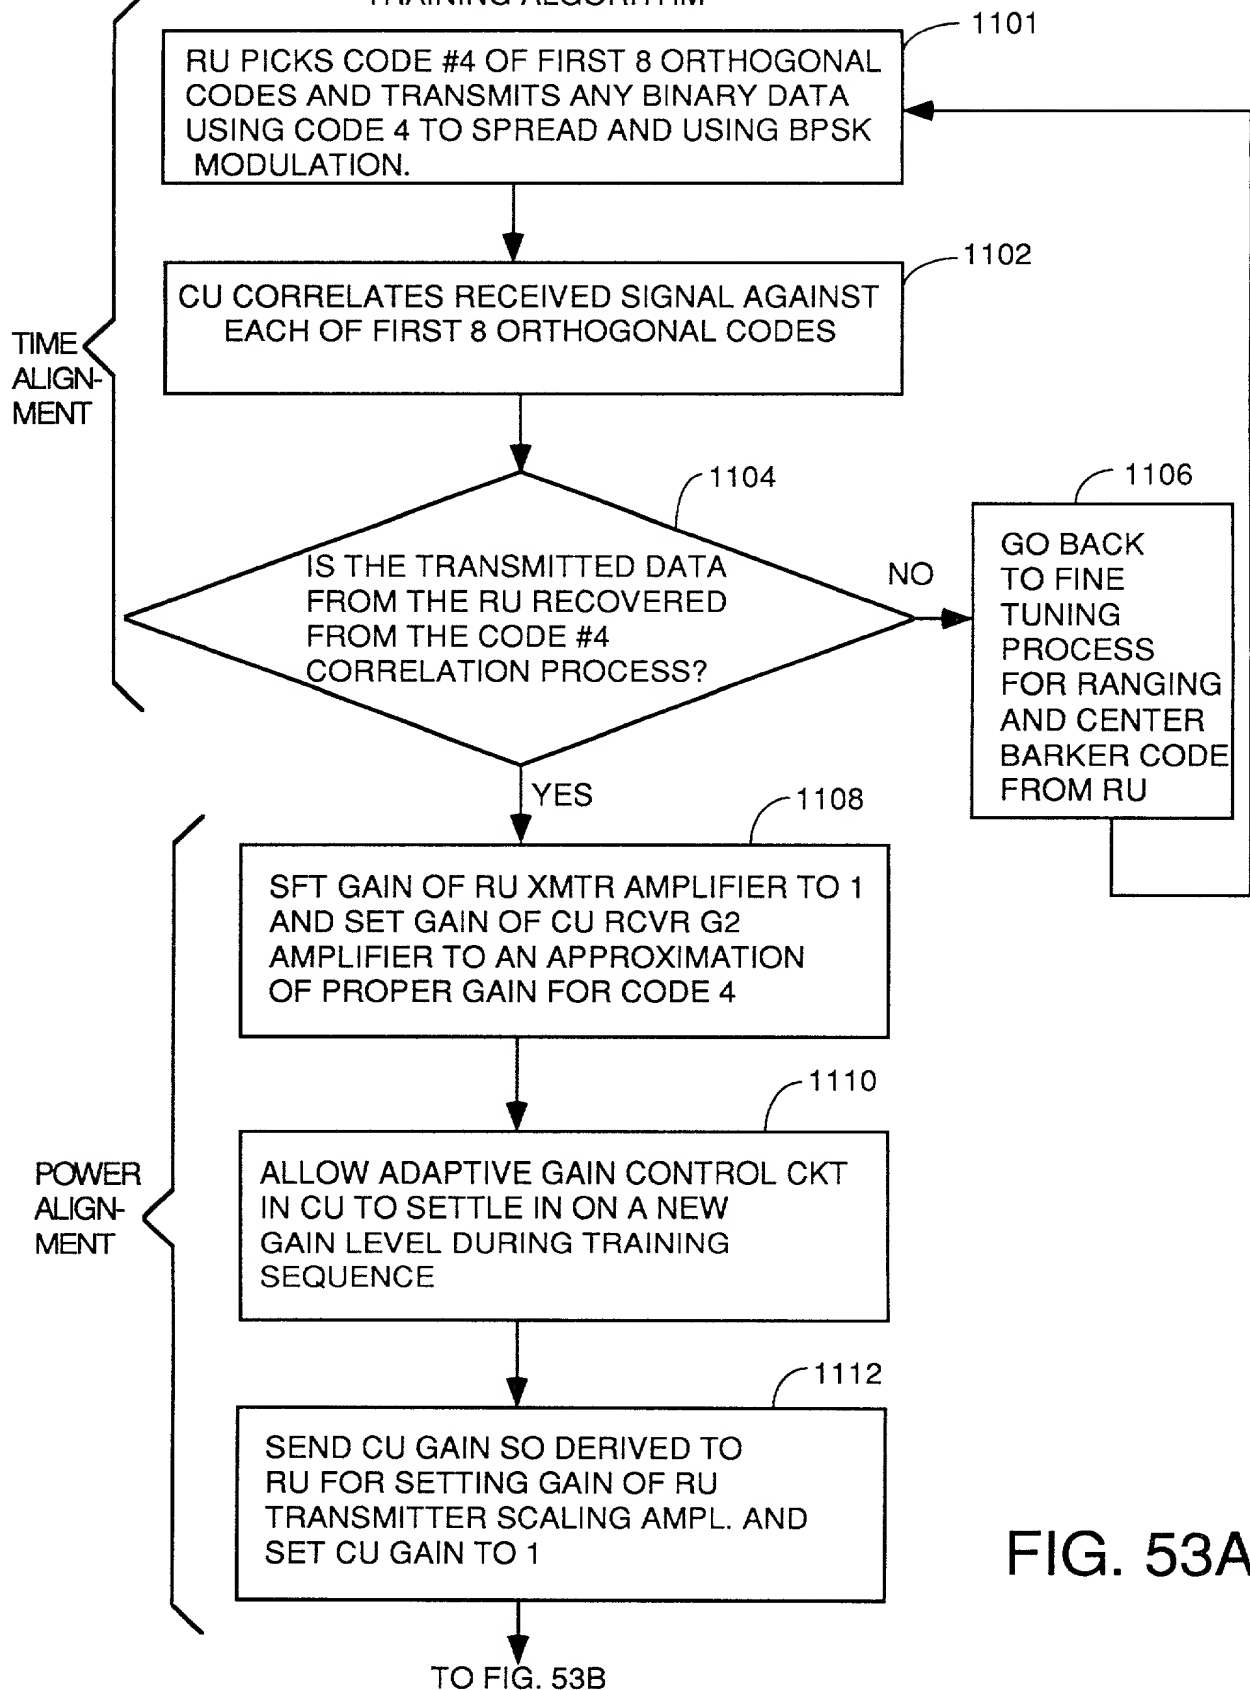 TRAINING ALGORITHM
1101
RU PICKS CODE #4 OF FIRST 8 ORTHOGONAL
CODES AND TRANSMITS ANY BINARY DATA
USING CODE 4 TO SPREAD AND USING BPSK
MODULATION.
1102
CU CORRELATES RECEIVED SIGNAL AGAINST
EACH OF FIRST 8 ORTHOGONAL CODES
TIME
ALIGN-
MENT
1104
IS THE TRANSMITTED DATA
FROM THE RU RECOVERED
FROM THE CODE #4
CORRELATION PROCESS?
NO
1106
GO BACK
TO FINE
TUNING
PROCESS
FOR RANGING
AND CENTER
BARKER CODE
FROM RU
YES
1108
SFT GAIN OF RU XMTR AMPLIFIER TO 1
AND SET GAIN OF CU RCVR G2
AMPLIFIER TO AN APPROXIMATION
OF PROPER GAIN FOR CODE 4
1110
POWER
ALIGN-
MENT
ALLOW ADAPTIVE GAIN CONTROL CKT
IN CU TO SETTLE IN ON A NEW
GAIN LEVEL DURING TRAINING
SEQUENCE
1112
SEND CU GAIN SO DERIVED TO
RU FOR SETTING GAIN OF RU
TRANSMITTER SCALING AMPL. AND
SET CU GAIN TO 1
FIG. 53A
TO FIG. 53B